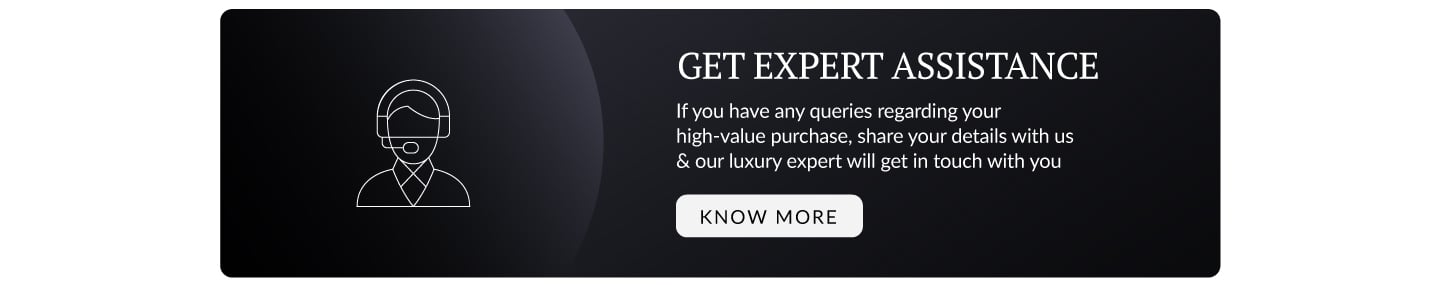 GET EXPERT ASSISTANCE
If you have any queries regarding your
high-value purchase, share your details with us
& our luxury expert will get in touch with you
KNOW MORE